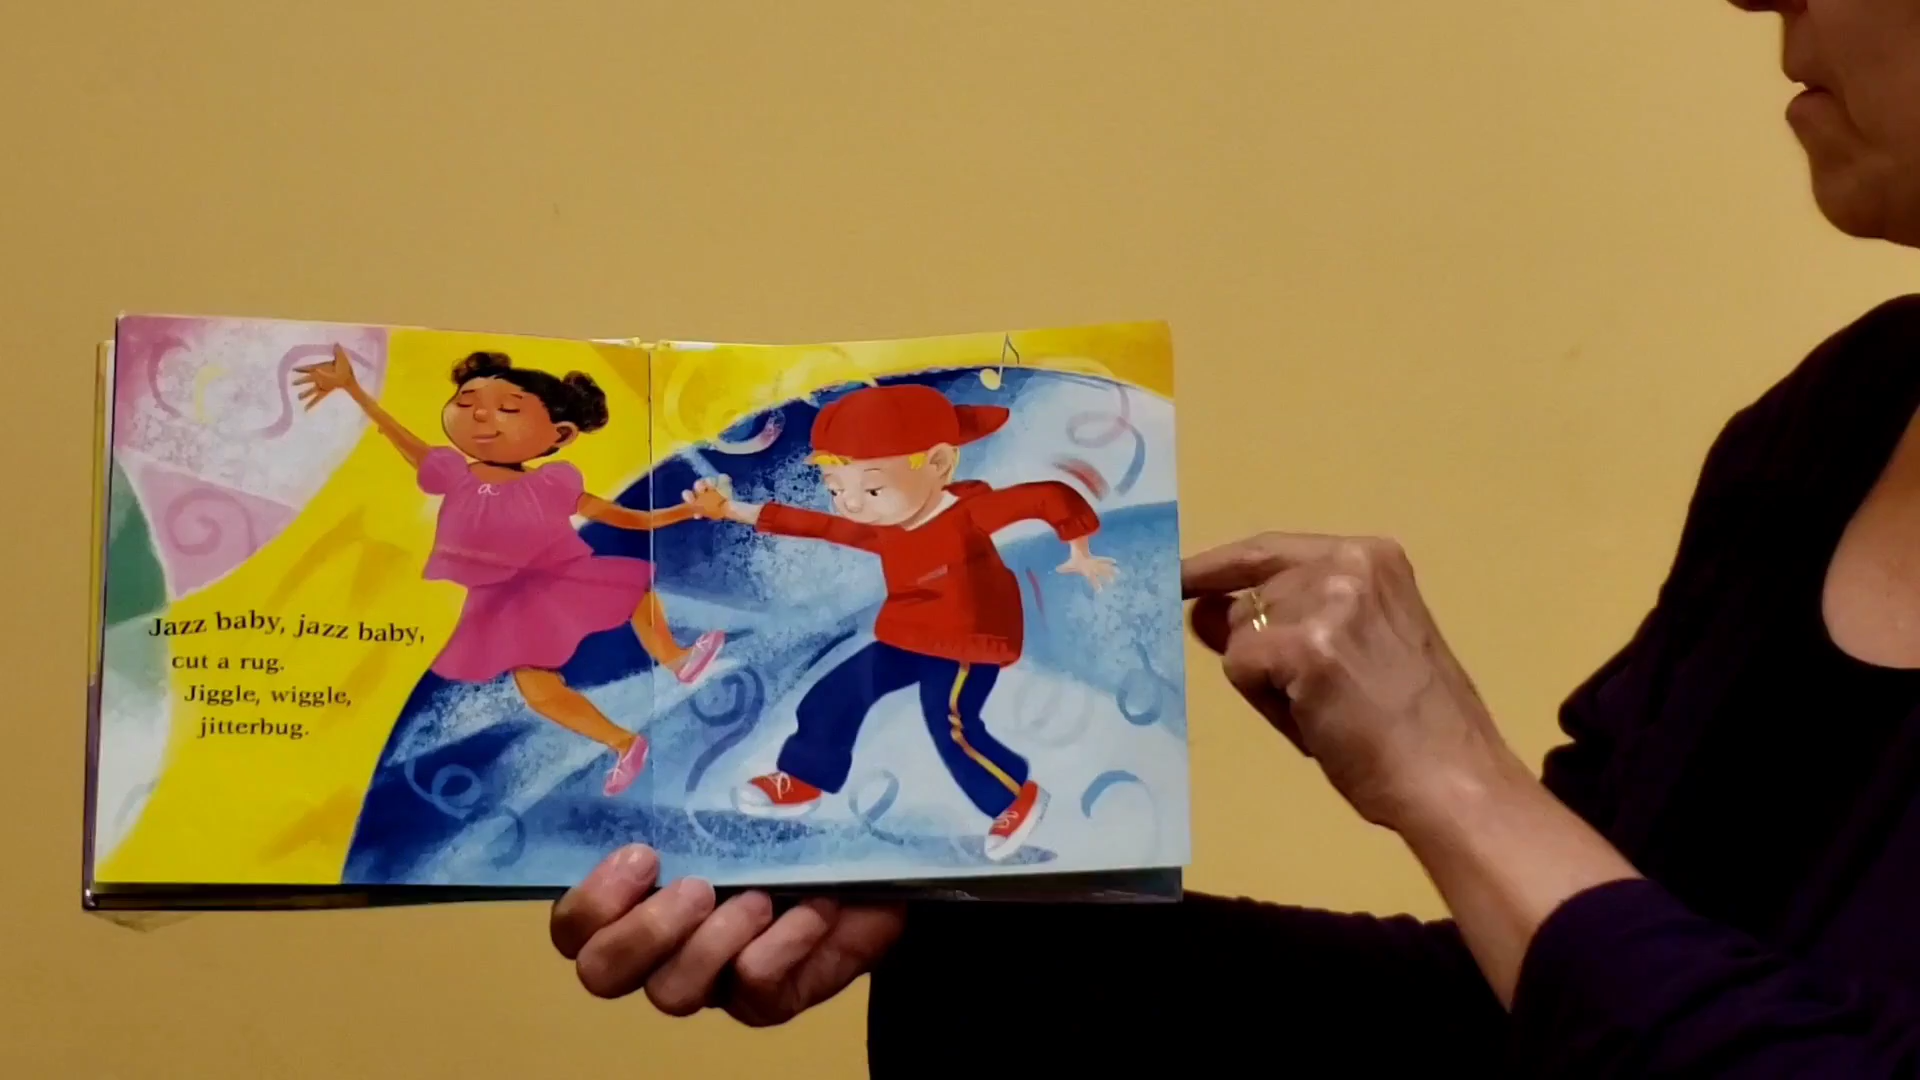 Jazz baby, jazz baby,
cut a rug.
Jiggle, wiggle,
jitterbug.